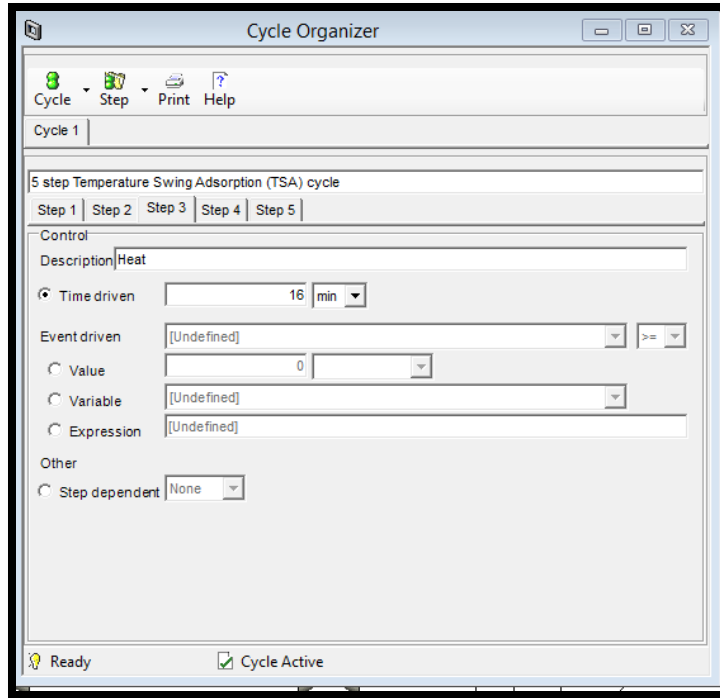 Cycle Organizer
Cycle Step Print Help
Cycle 1
5 step Temperature Swing Adsorption (TSA) cycle
Step 1 Step 2 Step 3 Step 4 Step 5
Control
Description Heat
Time driven 16 min
Event driven [Undefined] >=
Value 0
Variable [Undefined]
Expression [Undefined]
Other
Step dependent None
Ready Cycle Active